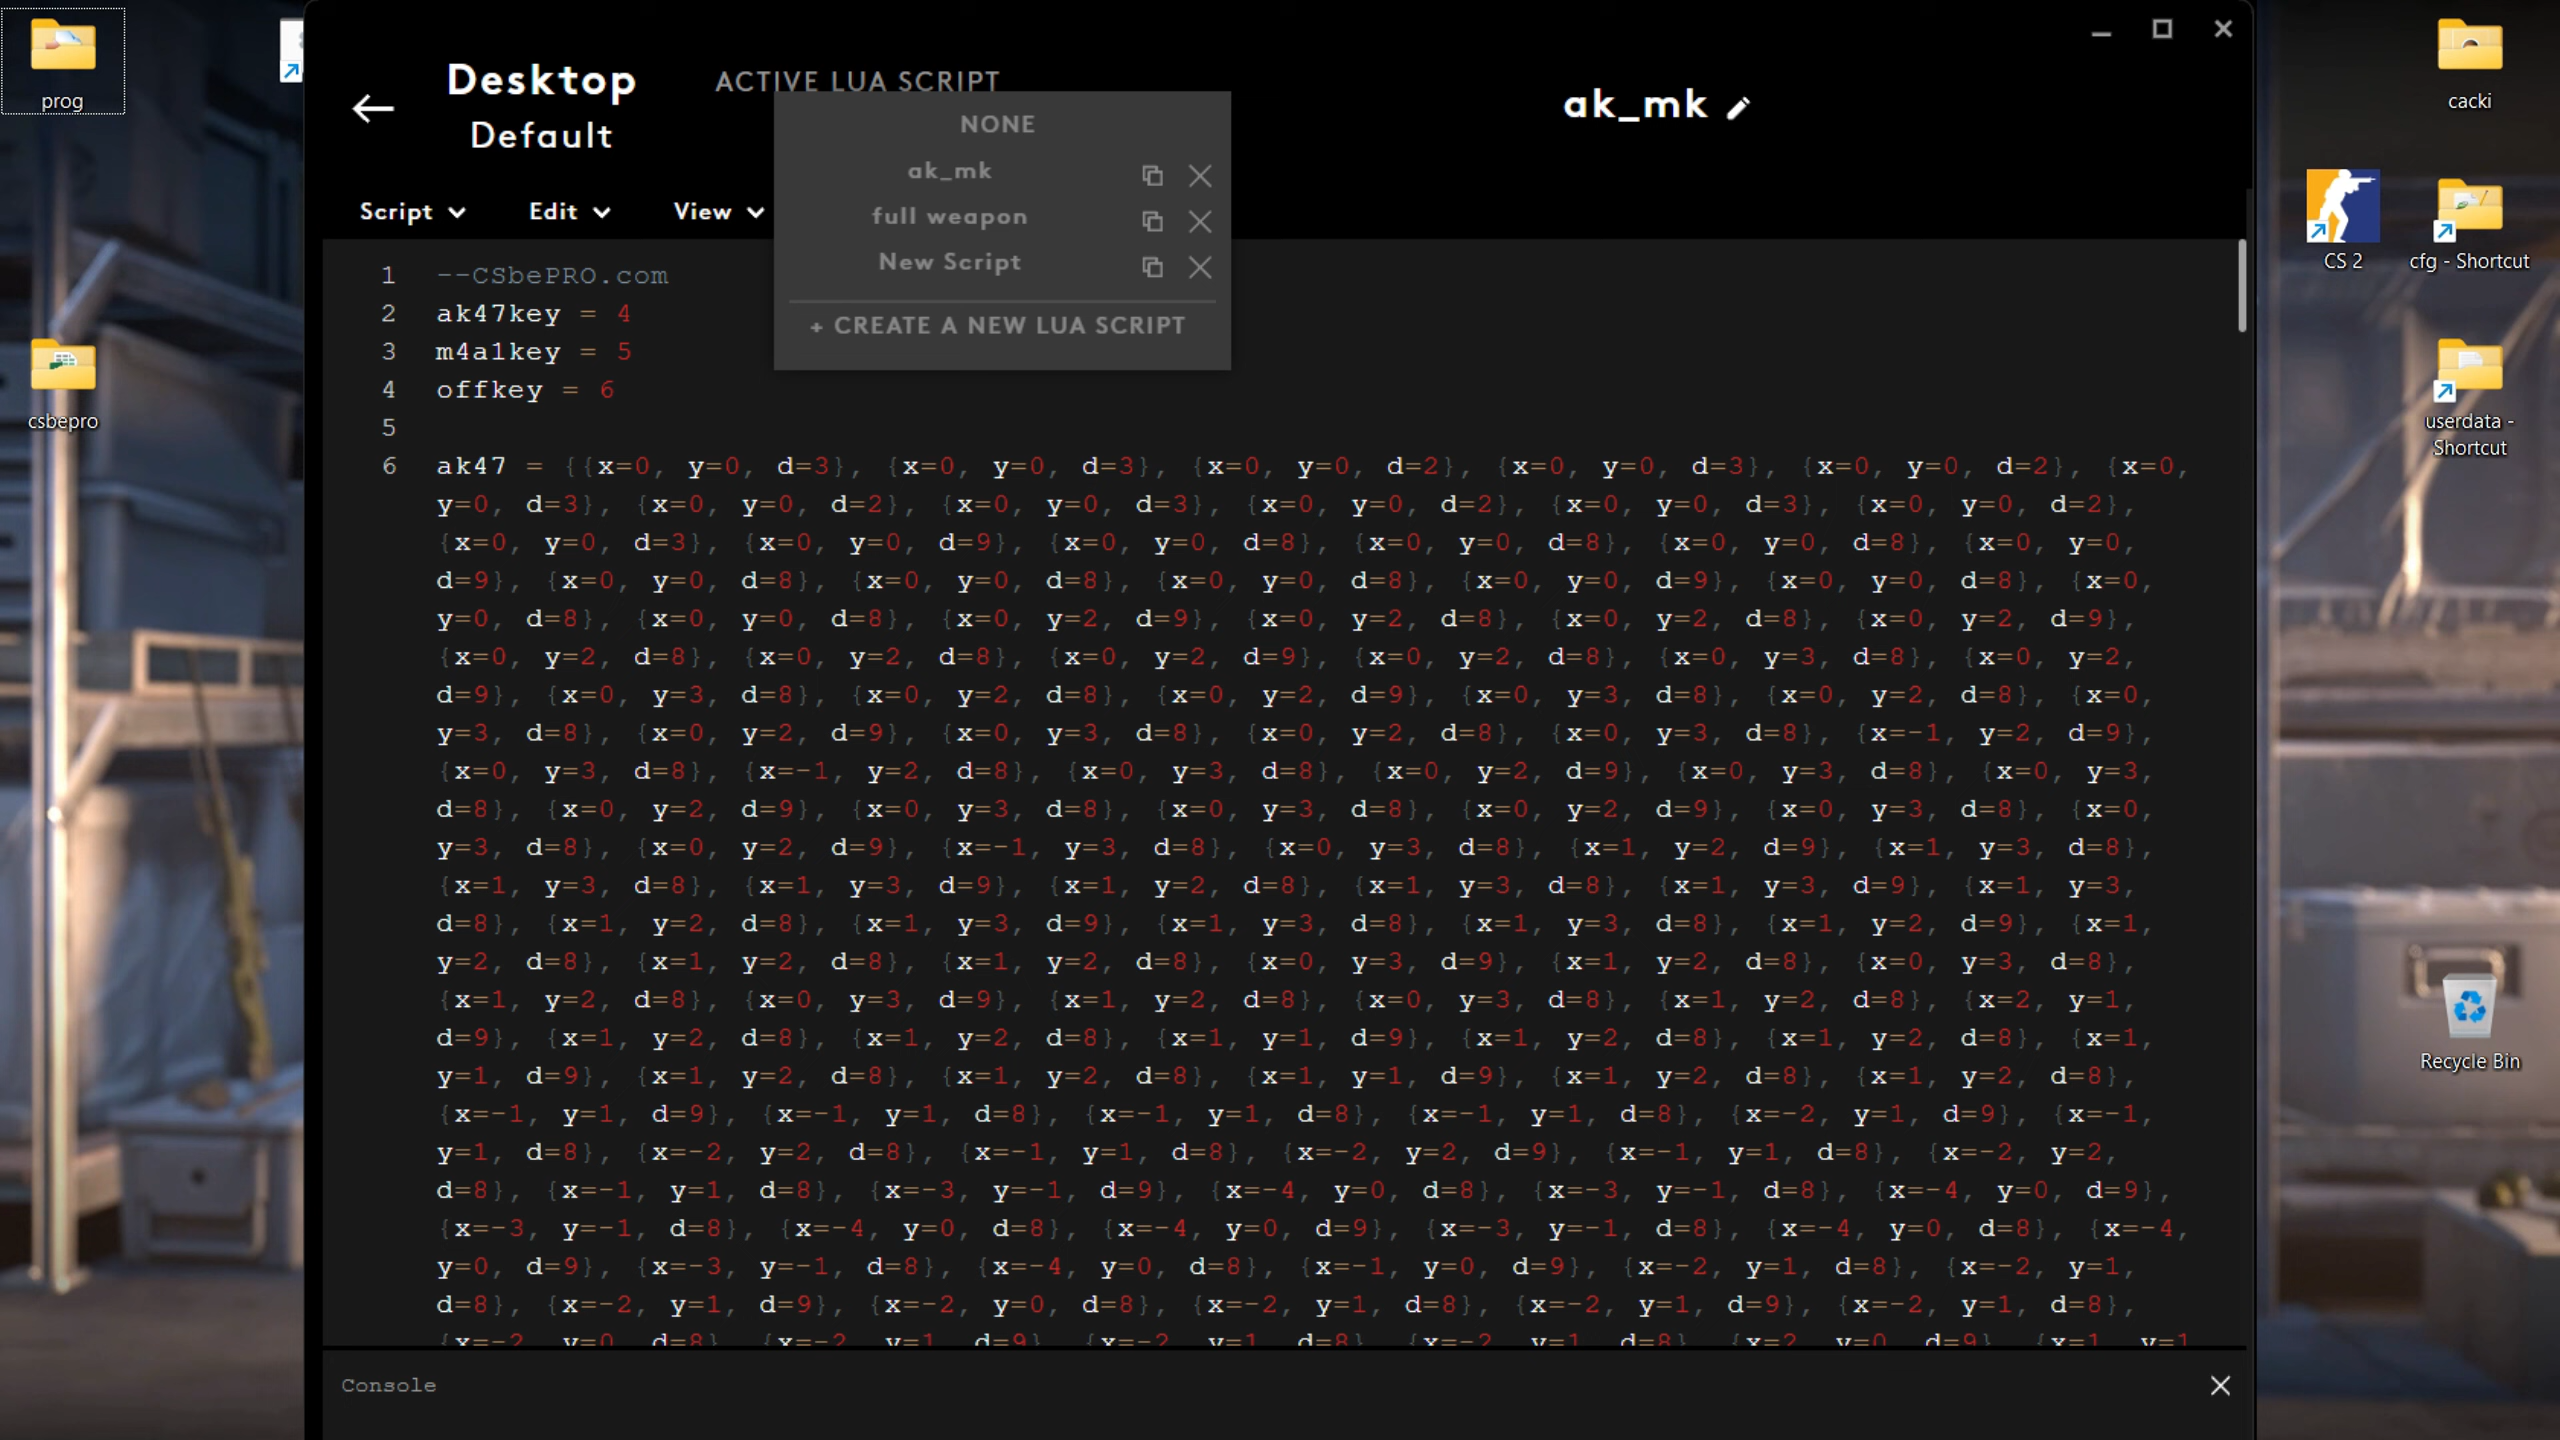 prog
csbepro
Desktop
Default
ACTIVE LUA SCRIPT
NONE
ak_mk
full weapon
New Script
+ CREATE A NEW LUA SCRIPT
ak_mk
Script
Edit
View
1 --CSbePRO.com
2 ak47key = 4
3 m4a1key = 5
4 offkey = 6
5
6 ak47 = {{x=0, y=0, d=3}, {x=0, y=0, d=3}, {x=0, y=0, d=2}, {x=0, y=0, d=3}, {x=0, y=0, d=2}, {x=0,
y=0, d=3}, {x=0, y=0, d=2}, {x=0, y=0, d=3}, {x=0, y=0, d=2}, {x=0, y=0, d=3}, {x=0, y=0, d=2},
{x=0, y=0, d=3}, {x=0, y=0, d=9}, {x=0, y=0, d=8}, {x=0, y=0, d=8}, {x=0, y=0, d=8}, {x=0, y=0,
d=9}, {x=0, y=0, d=8}, {x=0, y=0, d=8}, {x=0, y=0, d=8}, {x=0, y=0, d=9}, {x=0, y=0, d=8}, {x=0,
y=0, d=8}, {x=0, y=0, d=8}, {x=0, y=2, d=9}, {x=0, y=2, d=8}, {x=0, y=2, d=8}, {x=0, y=2, d=9},
{x=0, y=2, d=8}, {x=0, y=2, d=8}, {x=0, y=2, d=9}, {x=0, y=2, d=8}, {x=0, y=3, d=8}, {x=0, y=2,
d=9}, {x=0, y=3, d=8}, {x=0, y=2, d=8}, {x=0, y=2, d=9}, {x=0, y=3, d=8}, {x=0, y=2, d=8}, {x=0,
y=3, d=8}, {x=0, y=2, d=9}, {x=0, y=3, d=8}, {x=0, y=2, d=8}, {x=0, y=3, d=8}, {x=-1, y=2, d=9},
{x=0, y=3, d=8}, {x=-1, y=2, d=8}, {x=0, y=3, d=8}, {x=0, y=2, d=9}, {x=0, y=3, d=8}, {x=0, y=3,
d=8}, {x=0, y=2, d=9}, {x=0, y=3, d=8}, {x=0, y=3, d=8}, {x=0, y=2, d=9}, {x=0, y=3, d=8}, {x=0,
y=3, d=8}, {x=0, y=2, d=9}, {x=-1, y=3, d=8}, {x=0, y=3, d=8}, {x=1, y=2, d=9}, {x=1, y=3, d=8},
{x=1, y=3, d=8}, {x=1, y=3, d=9}, {x=1, y=2, d=8}, {x=1, y=3, d=8}, {x=1, y=3, d=9}, {x=1, y=3,
d=8}, {x=1, y=2, d=8}, {x=1, y=3, d=9}, {x=1, y=3, d=8}, {x=1, y=3, d=8}, {x=1, y=2, d=9}, {x=1,
y=2, d=8}, {x=1, y=2, d=8}, {x=1, y=2, d=8}, {x=0, y=3, d=9}, {x=1, y=2, d=8}, {x=0, y=3, d=8},
{x=1, y=2, d=8}, {x=0, y=3, d=9}, {x=1, y=2, d=8}, {x=0, y=3, d=8}, {x=1, y=2, d=8}, {x=2, y=1,
d=9}, {x=1, y=2, d=8}, {x=1, y=2, d=8}, {x=1, y=1, d=9}, {x=1, y=2, d=8}, {x=1, y=2, d=8}, {x=1,
y=1, d=9}, {x=1, y=2, d=8}, {x=1, y=2, d=8}, {x=1, y=1, d=9}, {x=1, y=2, d=8}, {x=1, y=2, d=8},
{x=-1, y=1, d=9}, {x=-1, y=1, d=8}, {x=-1, y=1, d=8}, {x=-1, y=1, d=8}, {x=-2, y=1, d=9}, {x=-1,
y=1, d=8}, {x=-2, y=2, d=8}, {x=-1, y=1, d=8}, {x=-2, y=2, d=9}, {x=-1, y=1, d=8}, {x=-2, y=2,
d=8}, {x=-1, y=1, d=8}, {x=-3, y=-1, d=9}, {x=-4, y=0, d=8}, {x=-3, y=-1, d=8}, {x=-4, y=0, d=9},
{x=-3, y=-1, d=8}, {x=-4, y=0, d=8}, {x=-4, y=0, d=9}, {x=-3, y=-1, d=8}, {x=-4, y=0, d=8}, {x=-4,
y=0, d=9}, {x=-3, y=-1, d=8}, {x=-4, y=0, d=8}, {x=-1, y=0, d=9}, {x=-2, y=1, d=8}, {x=-2, y=1,
d=8}, {x=-2, y=1, d=9}, {x=-2, y=0, d=8}, {x=-2, y=1, d=8}, {x=-2, y=1, d=9}, {x=-2, y=1, d=8},
{x=-2, y=0, d=8}, {x=-2, y=1, d=9}, {x=-2, y=1, d=8}, {x=-2, y=1, d=8}, {x=2, y=0, d=9}, {x=1, y=1
Console
cacki
CS 2
cfg - Shortcut
userdata -
Shortcut
Recycle Bin